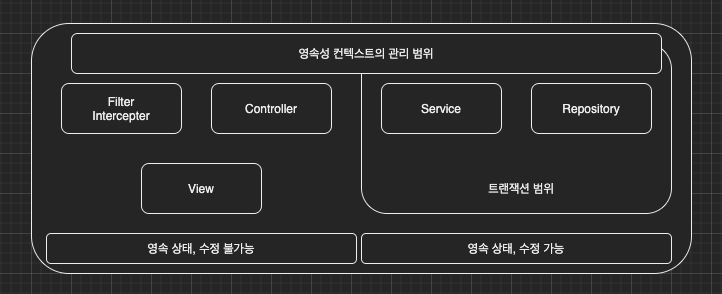 영속성 컨텍스트의 관리 범위
Filter
Intercepter
Controller
Service
Repository
View
트랜잭션 범위
영속 상태, 수정 불가능
영속 상태, 수정 가능